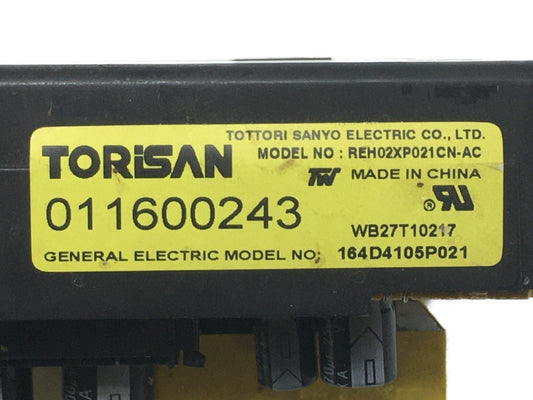 TOTTORI SANYO ELECTRIC CO., LTD.
TORiSAN
MODEL NO : REH02XP021CN-AC
TW MADE IN CHINA
011600243
®
WB27T10217
GENERAL ELECTRIC MODEL NO: 164D4105P021